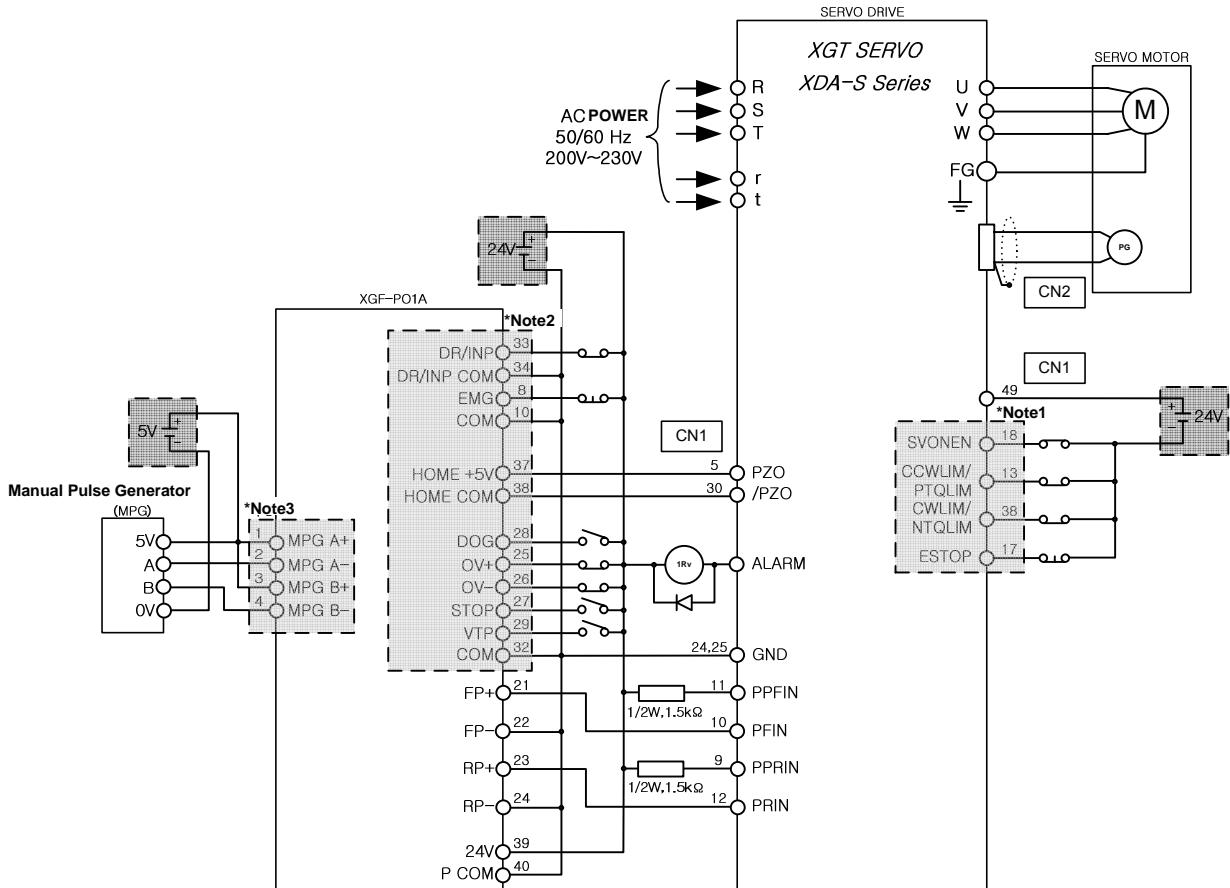 SERVO DRIVE
XGT SERVO
XDA-S Series
SERVO MOTOR
AC POWER
50/60 Hz
200V~230V
R
S
T
r
t
U
V
W
FG
M
PG
CN2
CN1
24V
+
-
XGF-PO1A
*Note2
DR/INP
33
DR/INP COM
34
EMG
8
COM
10
HOME +5V
37
HOME COM
38
DOG
28
OV+
25
OV-
26
STOP
27
VTP
29
COM
32
FP+
21
FP-
22
RP+
23
RP-
24
24V
39
P COM
40
5V
+
-
Manual Pulse Generator
(MPG)
5V
A
B
0V
*Note3
1
MPG A+
2
MPG A-
3
MPG B+
4
MPG B-
CN1
5
PZO
30
/PZO
1Rv
ALARM
24,25
GND
11
PPFIN
1/2W,1.5kΩ
10
PFIN
9
PPRIN
1/2W,1.5kΩ
12
PRIN
49
*Note1
+
-
24V
SVONEN
18
CCWLIM/
PTQLIM
13
CWLIM/
NTQLIM
38
ESTOP
17